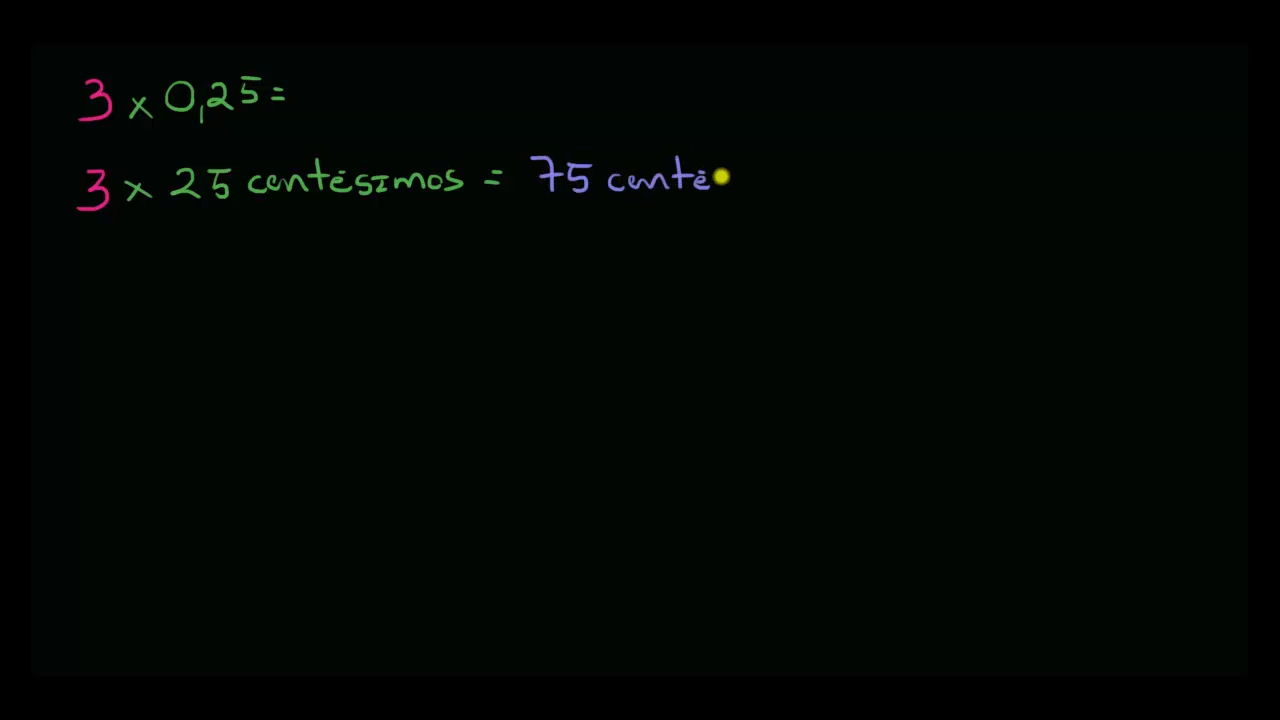 3 x 0,25 =
3 x 25 centésimos = 75 centé